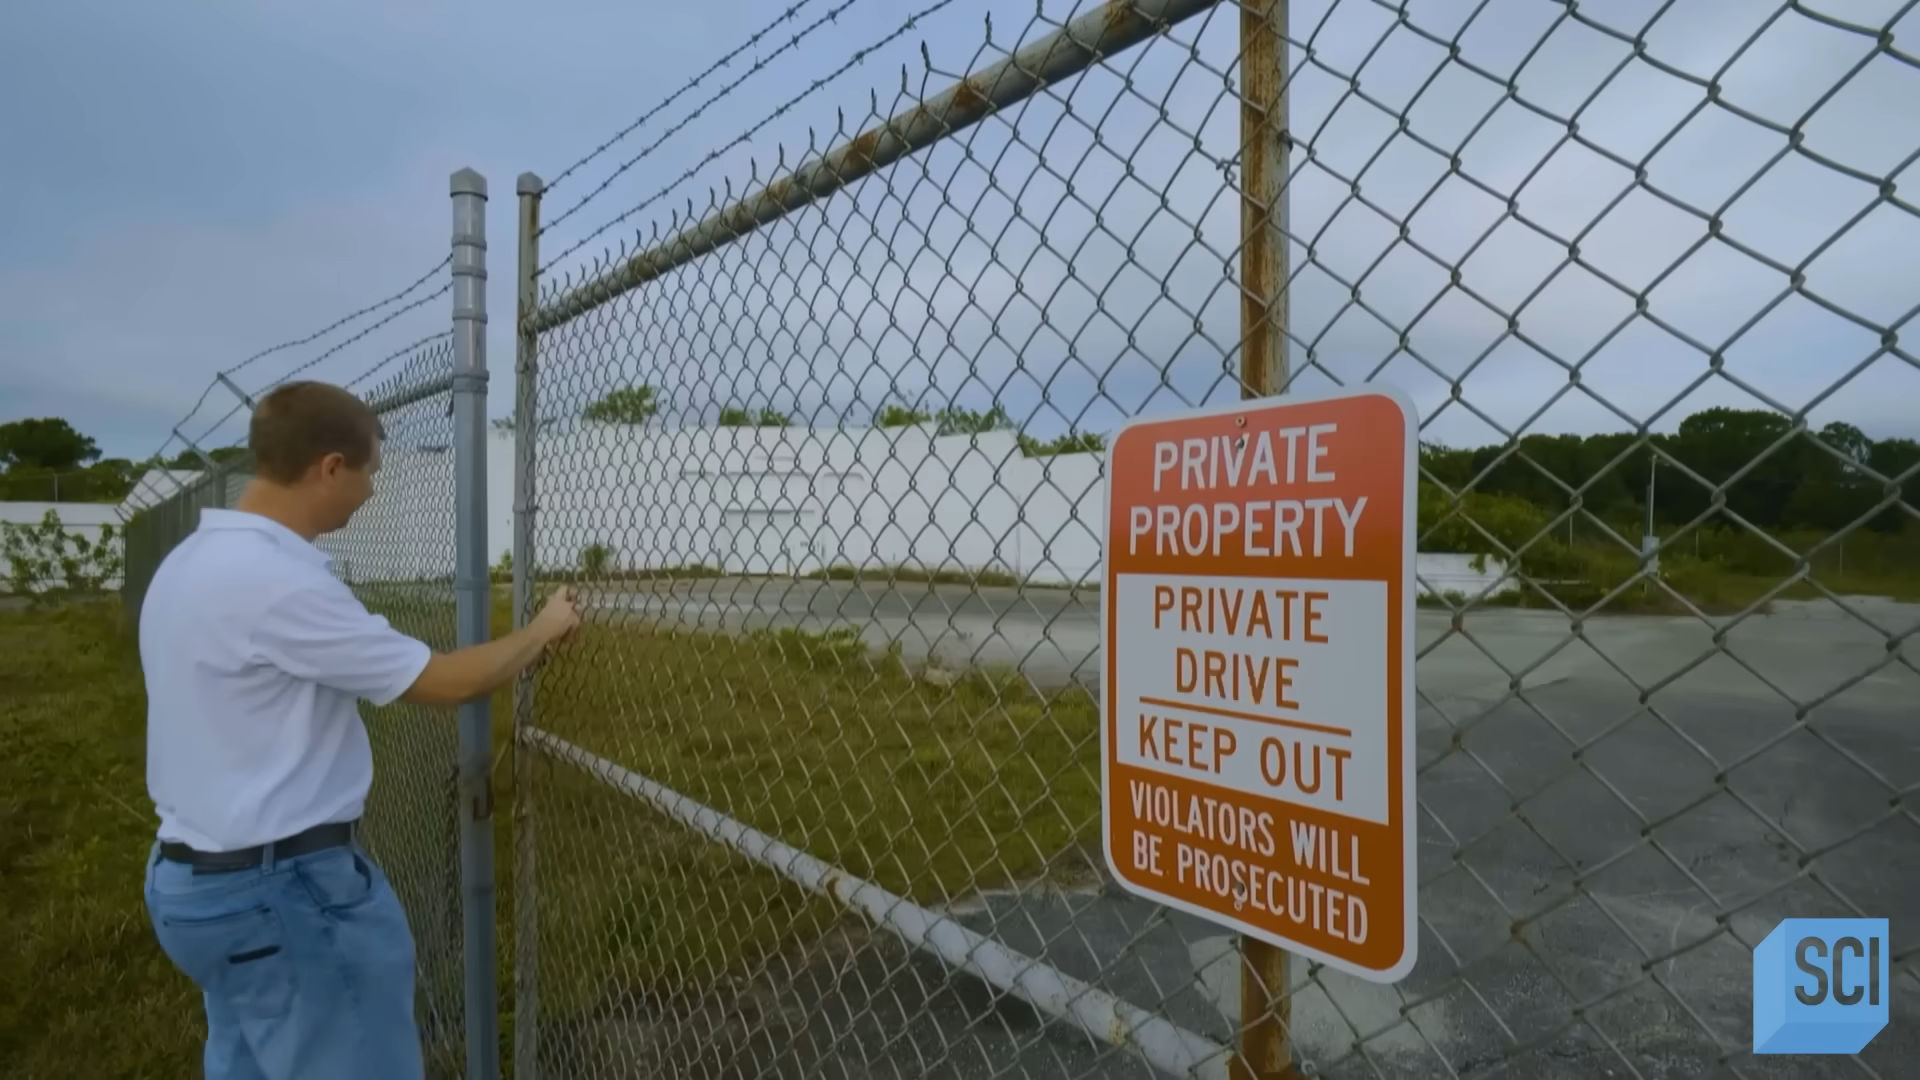 PRIVATE
PROPERTY
PRIVATE
DRIVE
KEEP OUT
VIOLATORS WILL
BE PROSECUTED
SCI